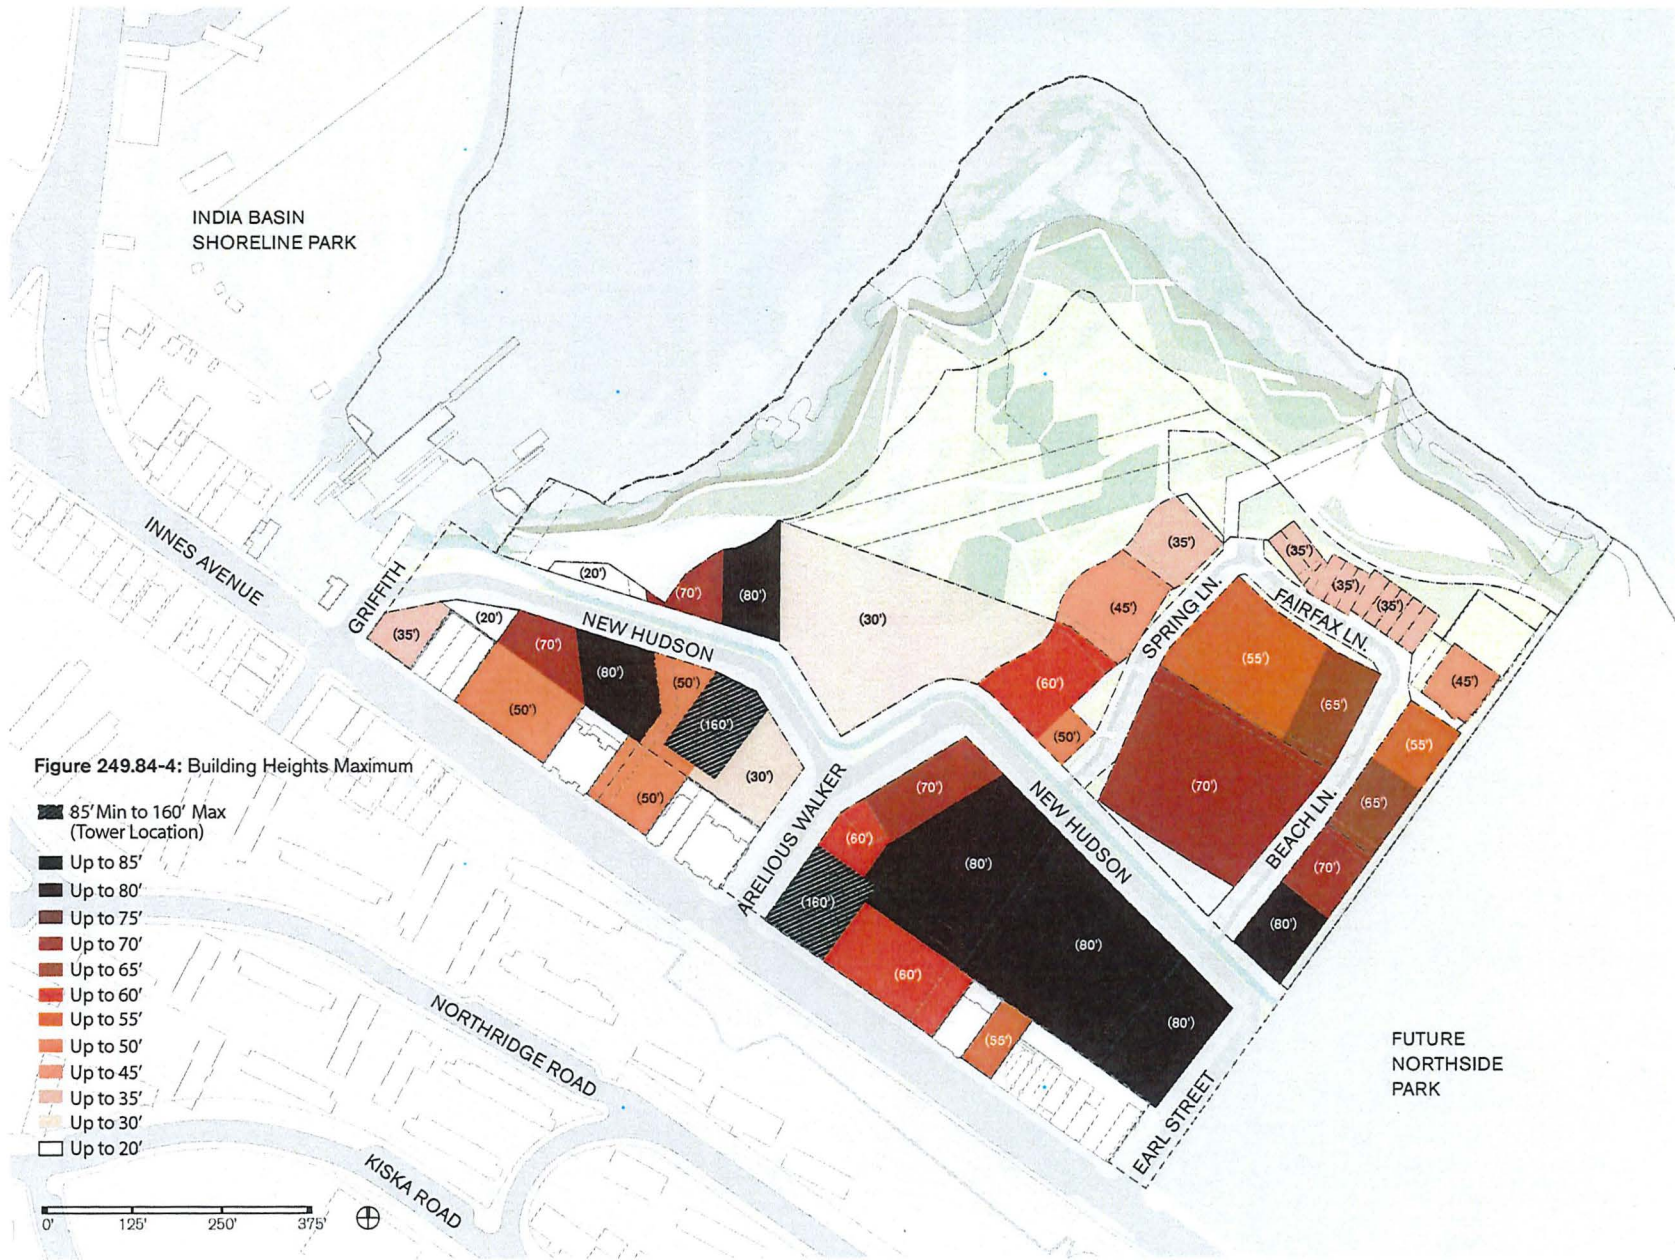 INDIA BASIN
SHORELINE PARK
INNES AVENUE
GRIFFITH
(20')
(70')
(80')
(30')
(35')
(20')
NEW HUDSON
(70')
(80')
(50')
(50')
(160')
(30')
(50')
(35')
(45')
(60')
(50')
SPRING LN.
(35')
(35')
(35')
FAIRFAX LN.
(55')
(65')
(70')
BEACH LN.
(45')
(55')
(65')
(70')
(80')
ARELIOUS WALKER
(70')
(60')
(160')
(80')
NEW HUDSON
(80')
(60')
(55')
(80')
EARL STREET
FUTURE
NORTHSIDE
PARK
Figure 249.84-4: Building Heights Maximum
85' Min to 160' Max
(Tower Location)
Up to 85'
Up to 80'
Up to 75'
Up to 70'
Up to 65'
Up to 60'
Up to 55'
Up to 50'
Up to 45'
Up to 35'
Up to 30'
Up to 20'
NORTHRIDGE ROAD
KISKA ROAD
0' 125' 250' 375'